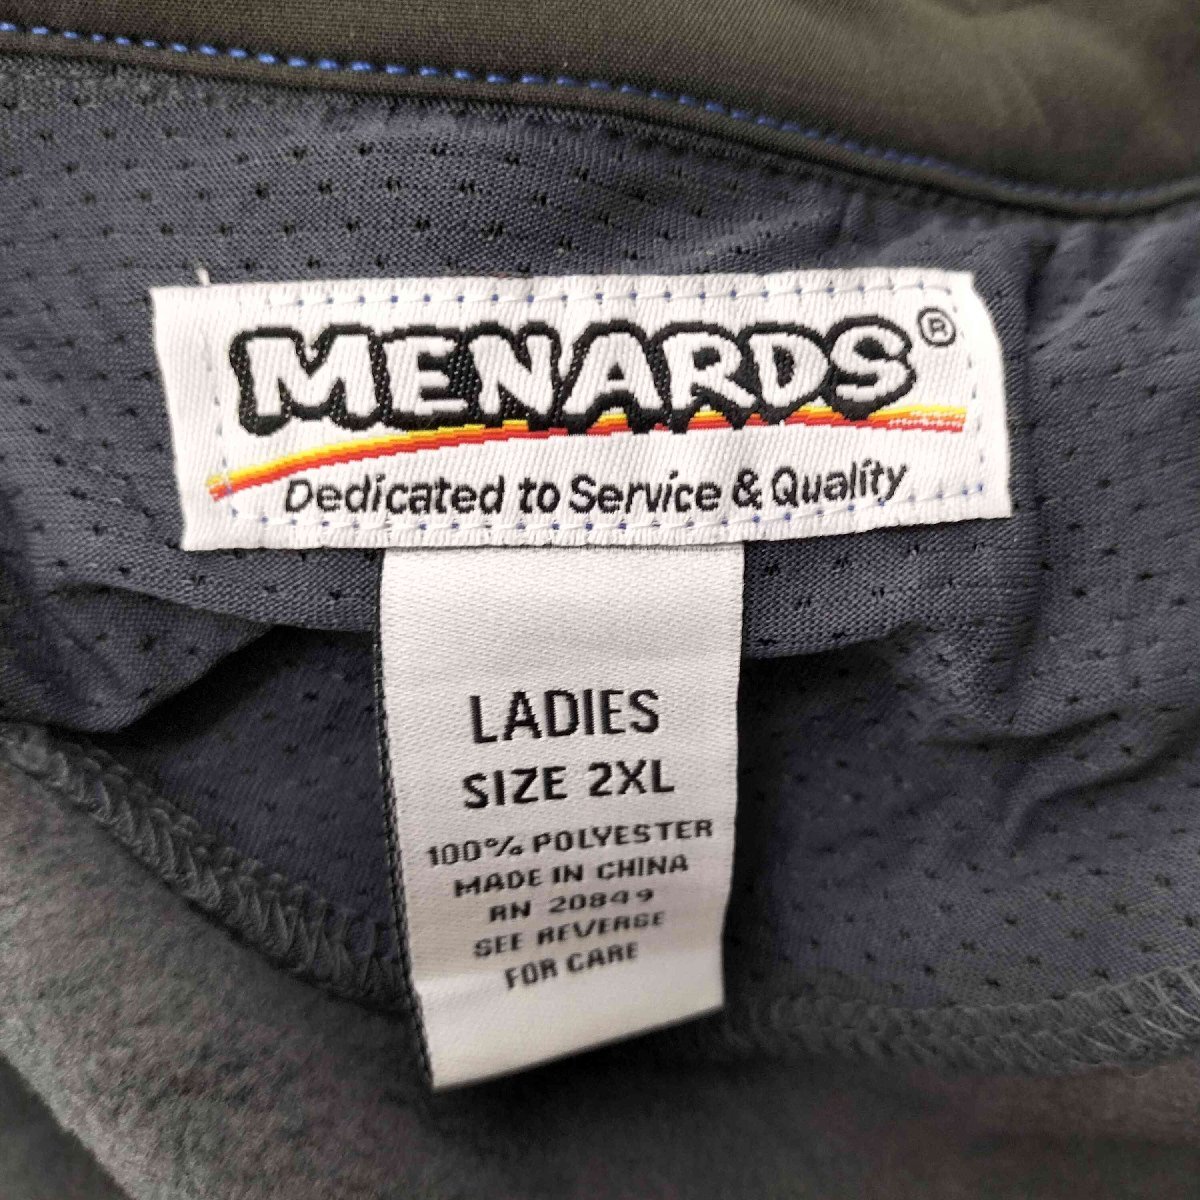 MENARDS®
Dedicated to Service & Quality
LADIES
SIZE 2XL
100% POLYESTER
MADE IN CHINA
RN 20849
SEE REVERSE
FOR CARE